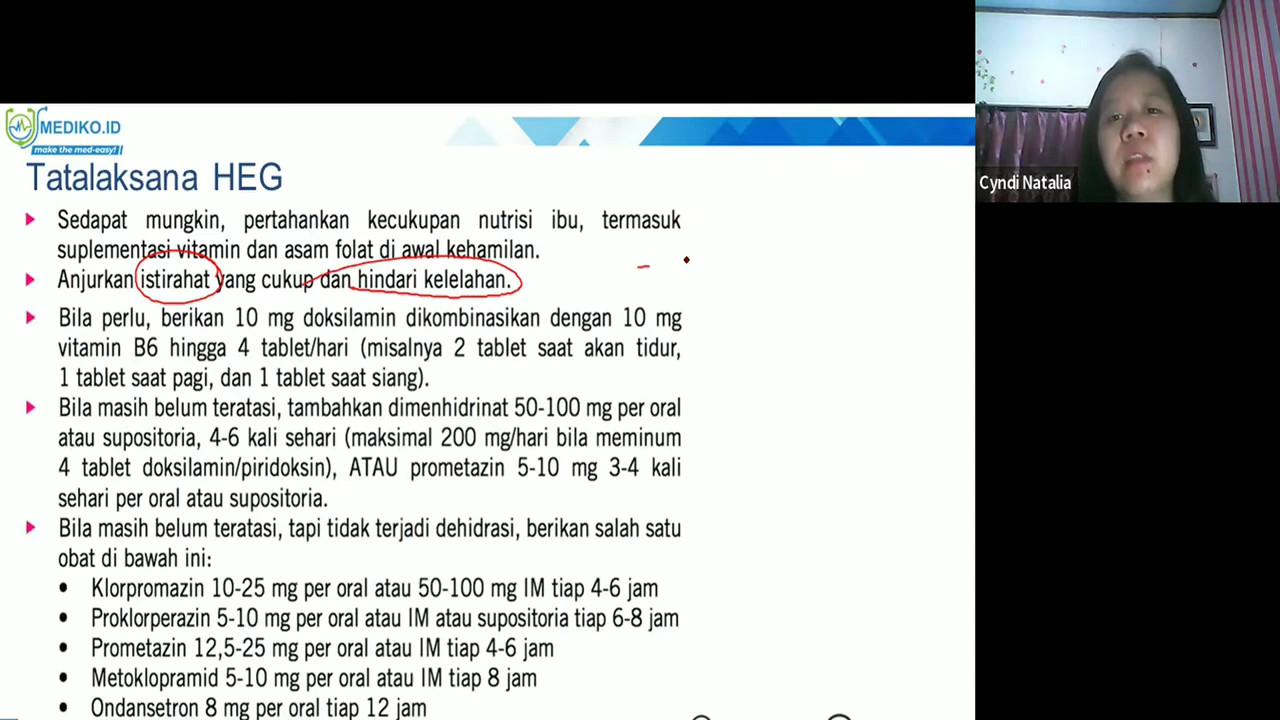 MEDIKO.ID
make the med-easy! ||
Tatalaksana HEG
Sedapat mungkin, pertahankan kecukupan nutrisi ibu, termasuk
suplementasi vitamin dan asam folat di awal kehamilan.
Anjurkan istirahat yang cukup dan hindari kelelahan.
Bila perlu, berikan 10 mg doksilamin dikombinasikan dengan 10 mg
vitamin B6 hingga 4 tablet/hari (misalnya 2 tablet saat akan tidur,
1 tablet saat pagi, dan 1 tablet saat siang).
Bila masih belum teratasi, tambahkan dimenhidrinat 50-100 mg per oral
atau supositoria, 4-6 kali sehari (maksimal 200 mg/hari bila meminum
4 tablet doksilamin/piridoksin), ATAU prometazin 5-10 mg 3-4 kali
sehari per oral atau supositoria.
Bila masih belum teratasi, tapi tidak terjadi dehidrasi, berikan salah satu
obat di bawah ini:
• Klorpromazin 10-25 mg per oral atau 50-100 mg IM tiap 4-6 jam
• Proklorperazin 5-10 mg per oral atau IM atau supositoria tiap 6-8 jam
• Prometazin 12,5-25 mg per oral atau IM tiap 4-6 jam
• Metoklopramid 5-10 mg per oral atau IM tiap 8 jam
• Ondansetron 8 mg per oral tiap 12 jam
Cyndi Natalia